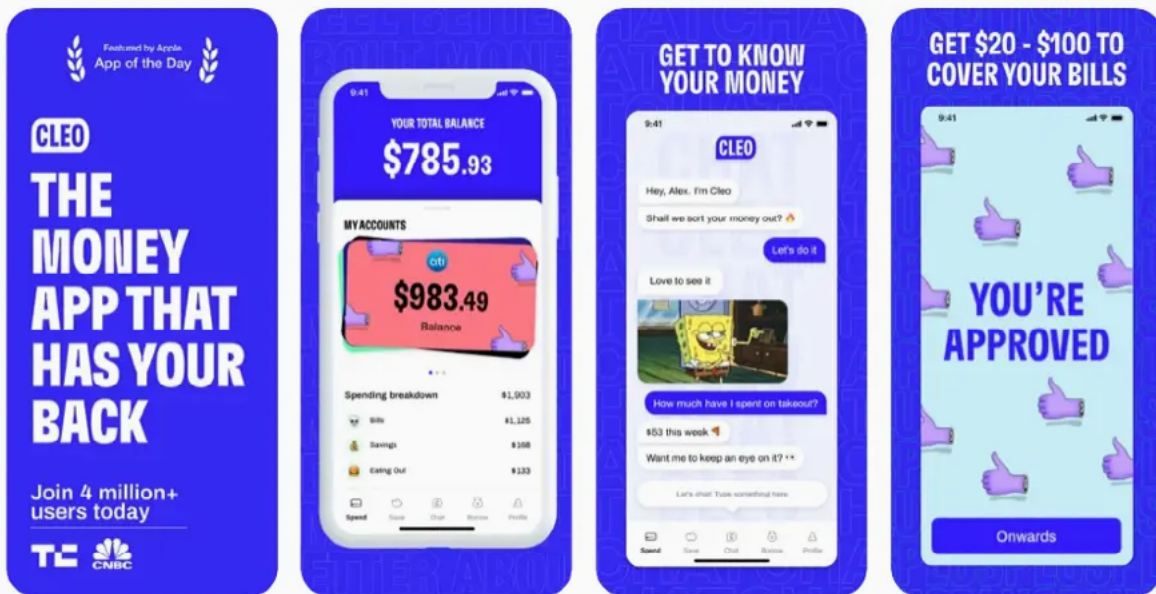 Featured by Apple
App of the Day
CLEO
THE
MONEY
APP THAT
HAS YOUR
BACK
Join 4 million+
users today
TC
CNBC
9:41
YOUR TOTAL BALANCE
$785.93
MY ACCOUNTS
citi
$983.49
Balance
Spending breakdown $1,903
Bills $1,125
Savings $168
Eating Out $133
Spend Save Chat Borrow Profile
GET TO KNOW
YOUR MONEY
9:41
CLEO
Hey, Alex. I'm Cleo
Shall we sort your money out? 🔥
Let's do it
Love to see it
How much have I spent on takeout?
$53 this week 🍕
Want me to keep an eye on it? 👀
Let's chat! Type something here
Spend Save Chat Borrow Profile
GET $20 - $100 TO
COVER YOUR BILLS
9:41
YOU'RE
APPROVED
Onwards